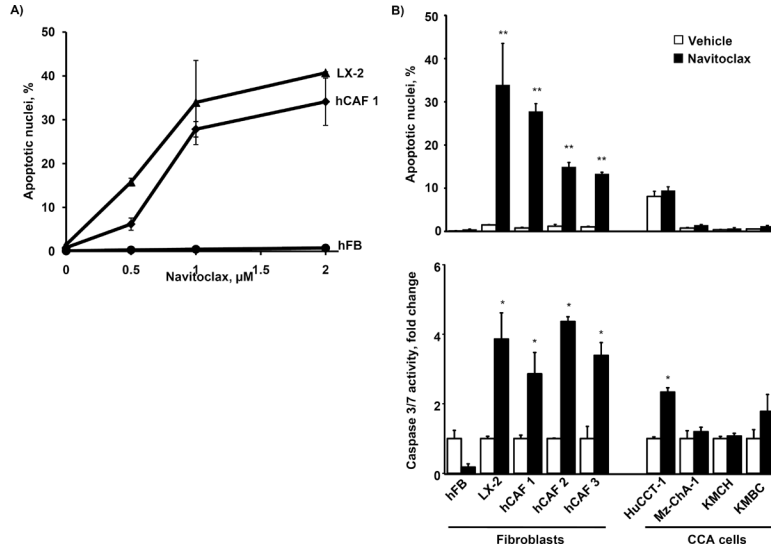 A)
Apoptotic nuclei, %
50
40
30
20
10
0
LX-2
hCAF 1
hFB
0 0.5 1 1.5 2
Navitoclax, µM
B)
Apoptotic nuclei, %
50
40
30
20
10
0
** ** ** **
Vehicle
Navitoclax
Caspase 3/7 activity, fold change
6
4
2
0
* * * * *
hFB
LX-2
hCAF 1
hCAF 2
hCAF 3
HuCCT-1
Mz-ChA-1
KMCH
KMBC
Fibroblasts
CCA cells